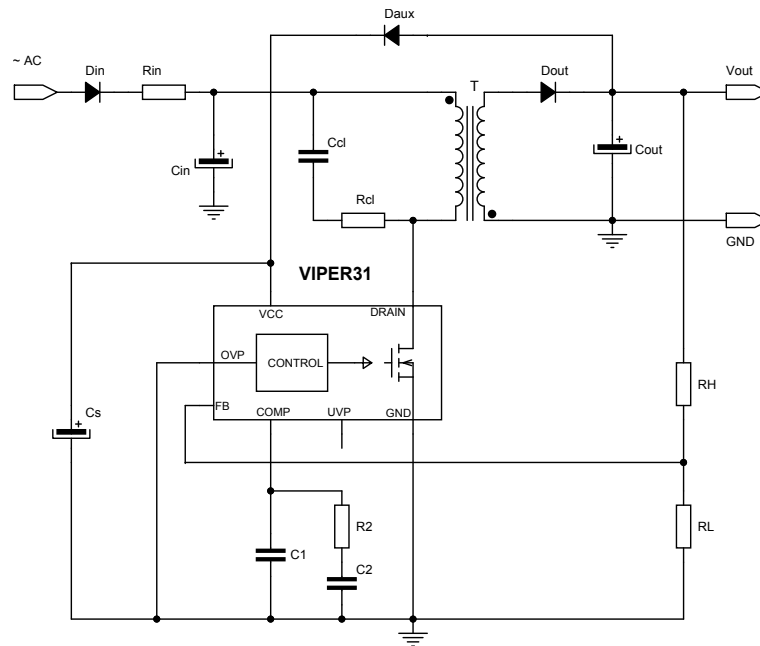 Daux
~ AC
Din
Rin
T
Dout
Vout
Ccl
Cin
+
Cout
+
Rcl
GND
VIPER31
VCC
DRAIN
OVP
CONTROL
RH
FB
COMP
UVP
GND
Cs
+
R2
RL
C1
C2